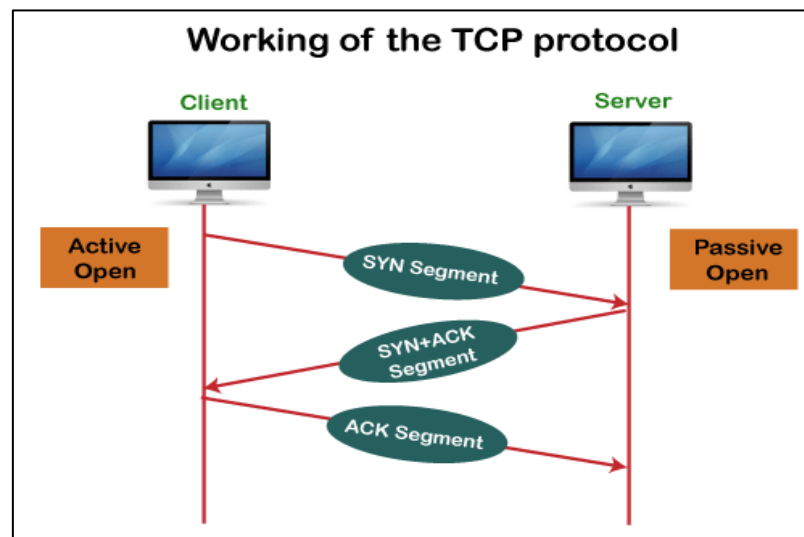 Working of the TCP protocol
Client
Server
Active
Open
Passive
Open
SYN Segment
SYN+ACK
Segment
ACK Segment